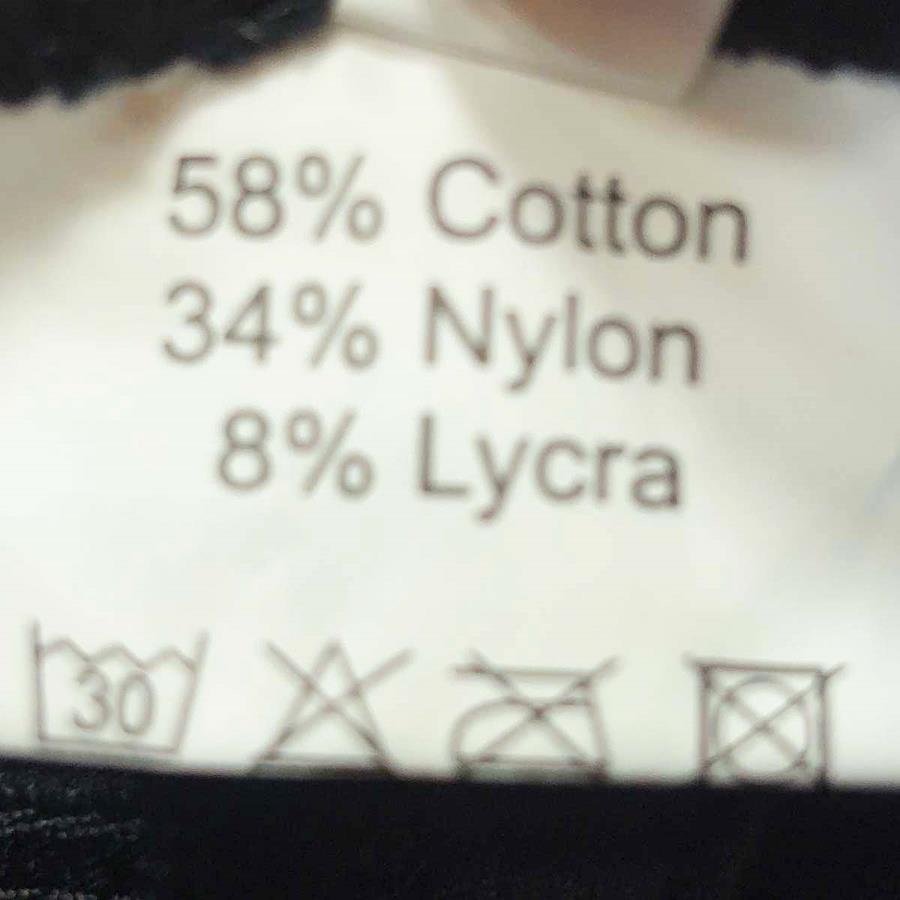 58% Cotton
34% Nylon
8% Lycra
30